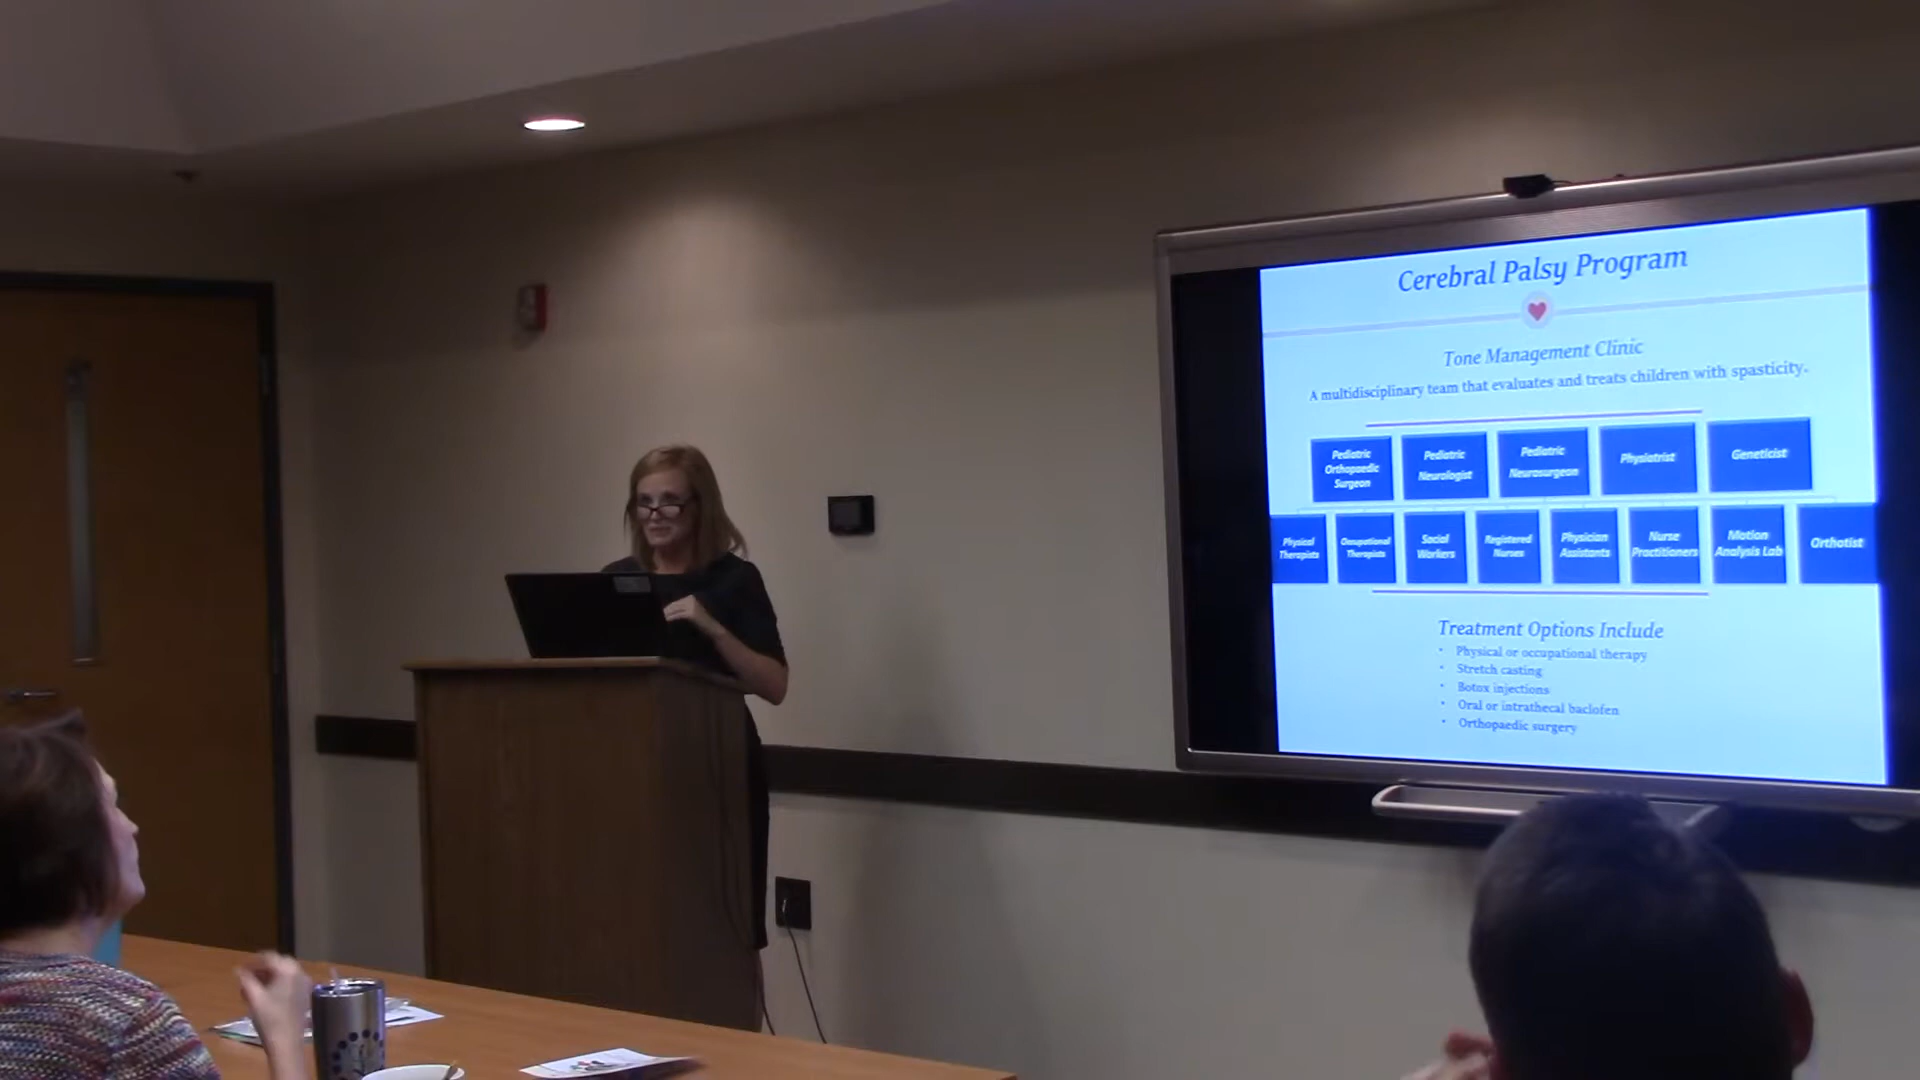 Cerebral Palsy Program
Tone Management Clinic
A multidisciplinary team that evaluates and treats children with spasticity.
Pediatric
Orthopaedic
Surgeon
Pediatric
Neurologist
Pediatric
Neurosurgeon
Physiatrist
Geneticist
Physical
Therapists
Occupational
Therapists
Social
Workers
Registered
Nurses
Physician
Assistants
Nurse
Practitioners
Motion
Analysis Lab
Orthotist
Treatment Options Include
• Physical or occupational therapy
• Stretch casting
• Botox injections
• Oral or intrathecal baclofen
• Orthopaedic surgery